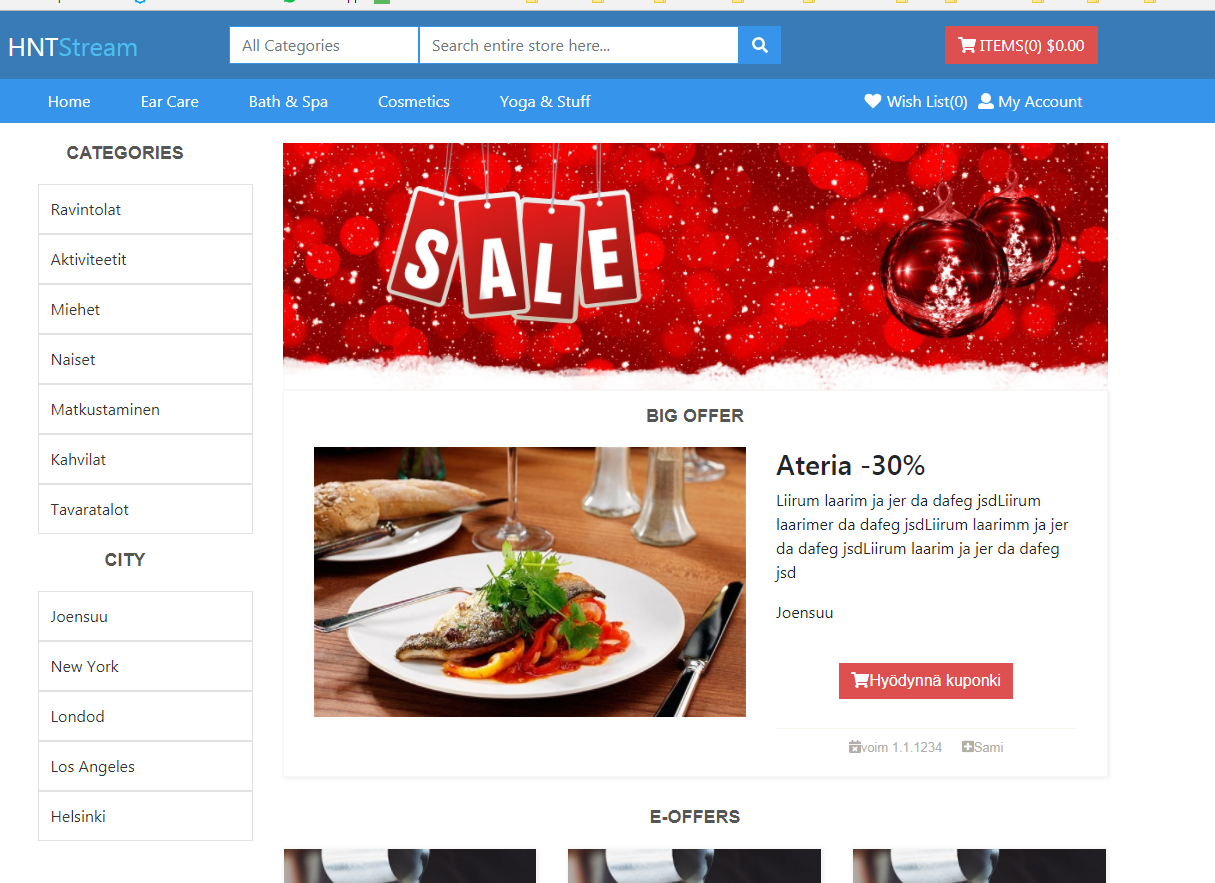 HNTStream
All Categories
Search entire store here...
ITEMS(0) $0.00
Home
Ear Care
Bath & Spa
Cosmetics
Yoga & Stuff
Wish List(0)
My Account
CATEGORIES
Ravintolat
Aktiviteetit
Miehet
Naiset
Matkustaminen
Kahvilat
Tavaratalot
CITY
Joensuu
New York
Londod
Los Angeles
Helsinki
SALE
BIG OFFER
Ateria -30%
Liirum laarim ja jer da dafeg jsdLiirum
laarimer da dafeg jsdLiirum laarimm ja jer
da dafeg jsdLiirum laarim ja jer da dafeg
jsd
Joensuu
Hyödynnä kuponki
voim 1.1.1234
Sami
E-OFFERS